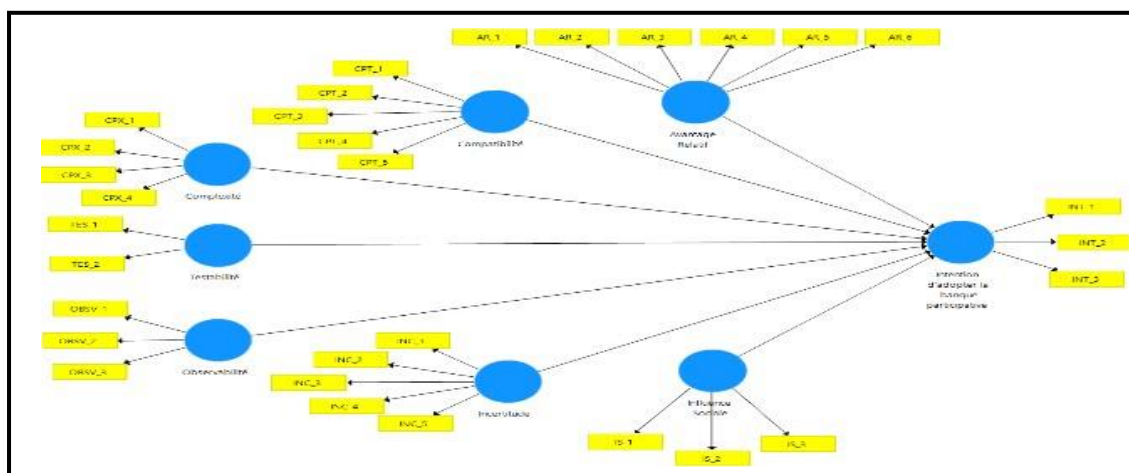 AR_1
AR_2
AR_3
AR_4
AR_5
AR_6
Avantage
Relatif
CPT_1
CPT_2
CPT_3
CPT_4
CPT_5
Compatibilité
CPX_1
CPX_2
CPX_3
CPX_4
Complexité
TES_1
TES_2
Testabilité
INT_1
INT_2
INT_3
Intention
d'adopter la
banque
participative
OBSV_1
OBSV_2
OBSV_3
Observabilité
INC_1
INC_2
INC_3
INC_4
INC_5
Incertitude
Influence
Sociale
IS_1
IS_2
IS_3